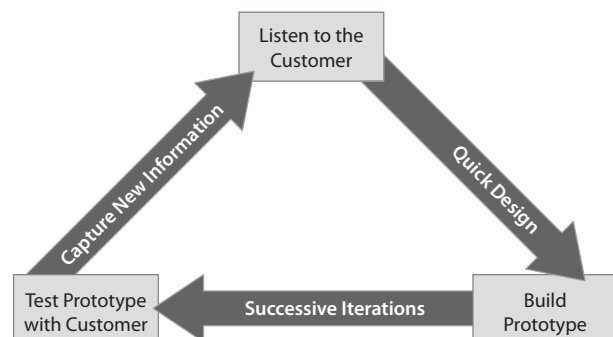 Listen to the
Customer
Capture New Information
Quick Design
Test Prototype
with Customer
Successive Iterations
Build
Prototype